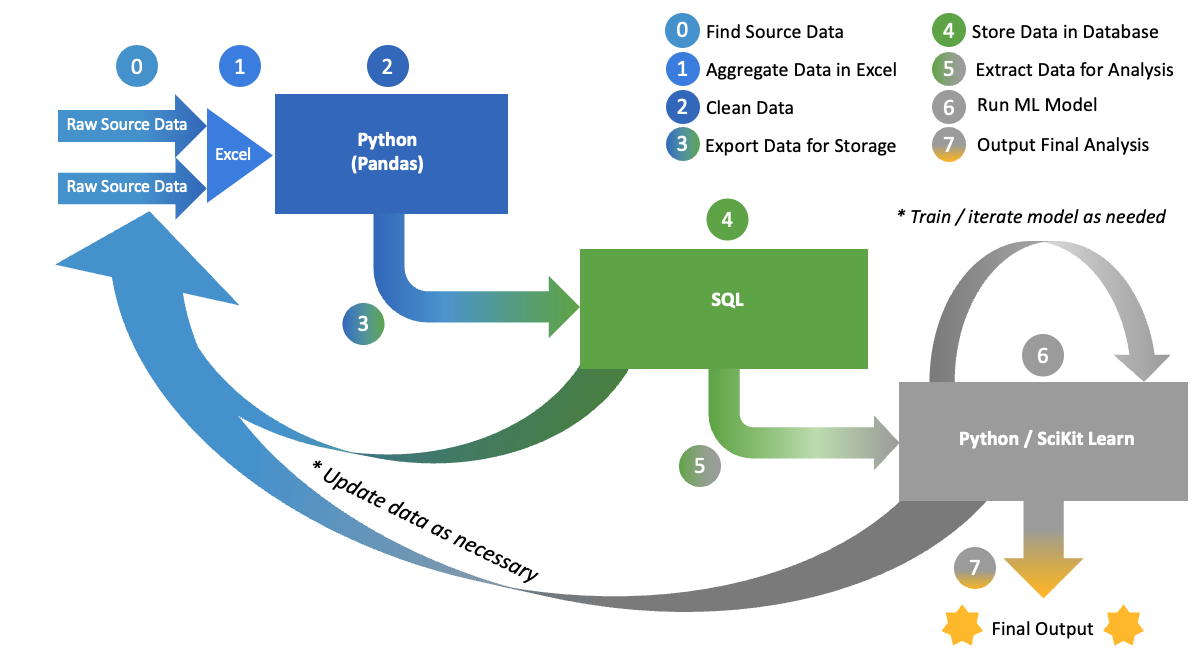 0 Find Source Data
1 Aggregate Data in Excel
2 Clean Data
3 Export Data for Storage
4 Store Data in Database
5 Extract Data for Analysis
6 Run ML Model
7 Output Final Analysis
0
1
2
Raw Source Data
Raw Source Data
Excel
Python
(Pandas)
3
4
SQL
5
* Train / iterate model as needed
6
Python / SciKit Learn
* Update data as necessary
7
Final Output